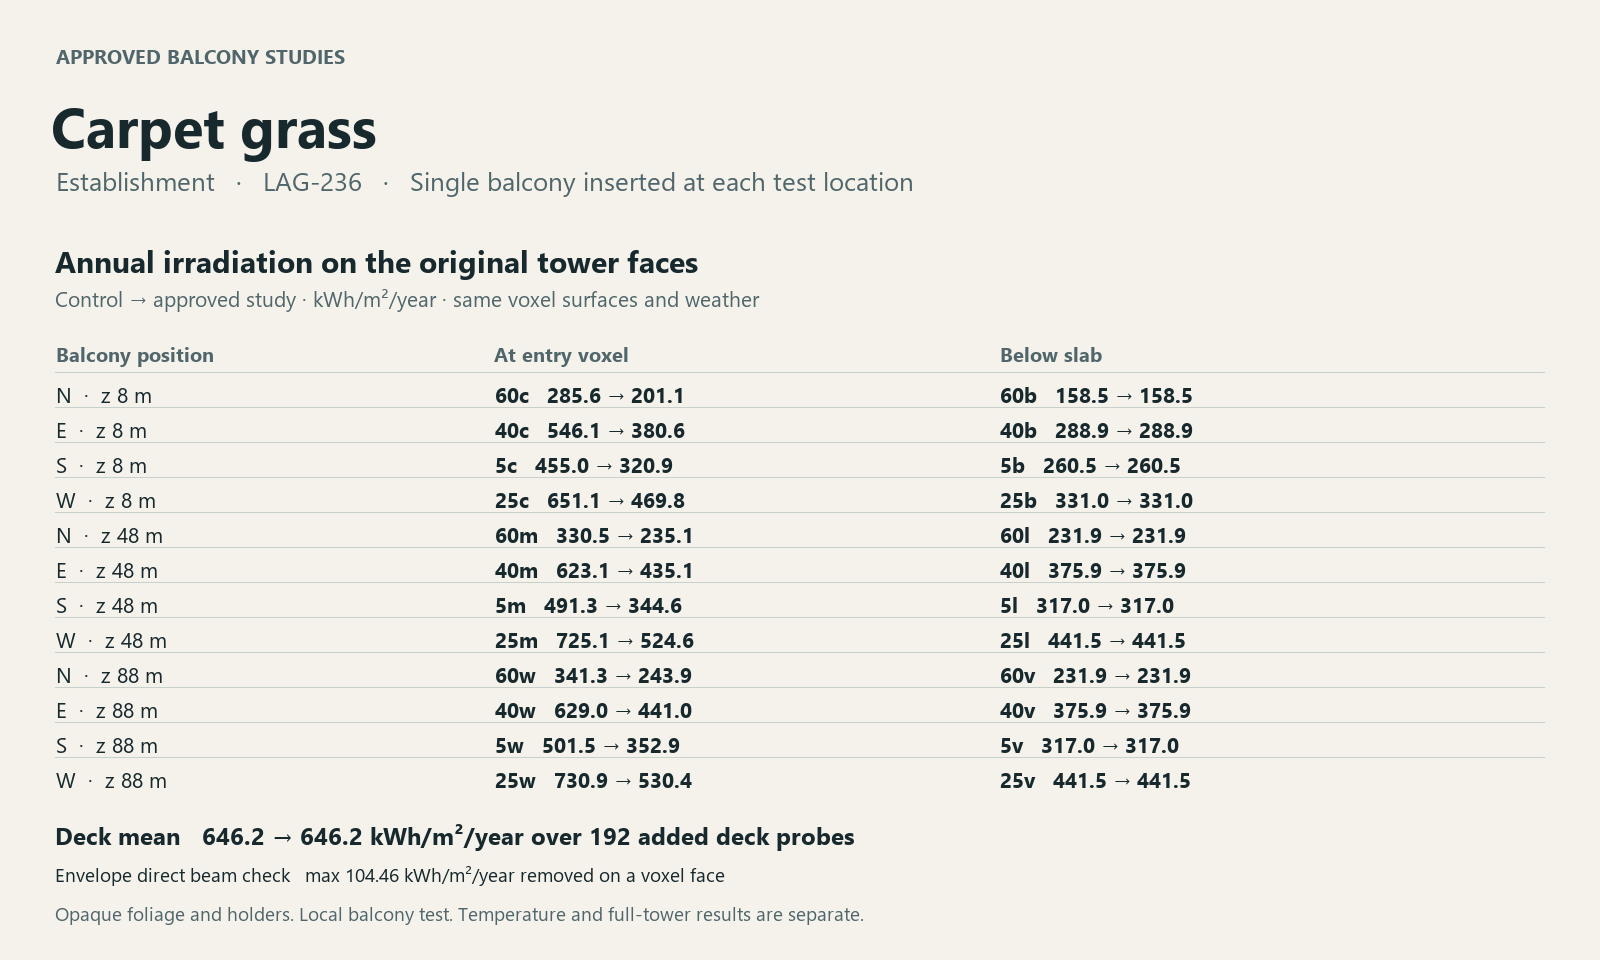 APPROVED BALCONY STUDIES
Carpet grass
Establishment · LAG-236 · Single balcony inserted at each test location
Annual irradiation on the original tower faces
Control → approved study · kWh/m²/year · same voxel surfaces and weather
Balcony position At entry voxel Below slab
N · z 8 m 60c 285.6 → 201.1 60b 158.5 → 158.5
E · z 8 m 40c 546.1 → 380.6 40b 288.9 → 288.9
S · z 8 m 5c 455.0 → 320.9 5b 260.5 → 260.5
W · z 8 m 25c 651.1 → 469.8 25b 331.0 → 331.0
N · z 48 m 60m 330.5 → 235.1 60l 231.9 → 231.9
E · z 48 m 40m 623.1 → 435.1 40l 375.9 → 375.9
S · z 48 m 5m 491.3 → 344.6 5l 317.0 → 317.0
W · z 48 m 25m 725.1 → 524.6 25l 441.5 → 441.5
N · z 88 m 60w 341.3 → 243.9 60v 231.9 → 231.9
E · z 88 m 40w 629.0 → 441.0 40v 375.9 → 375.9
S · z 88 m 5w 501.5 → 352.9 5v 317.0 → 317.0
W · z 88 m 25w 730.9 → 530.4 25v 441.5 → 441.5
Deck mean 646.2 → 646.2 kWh/m²/year over 192 added deck probes
Envelope direct beam check max 104.46 kWh/m²/year removed on a voxel face
Opaque foliage and holders. Local balcony test. Temperature and full-tower results are separate.